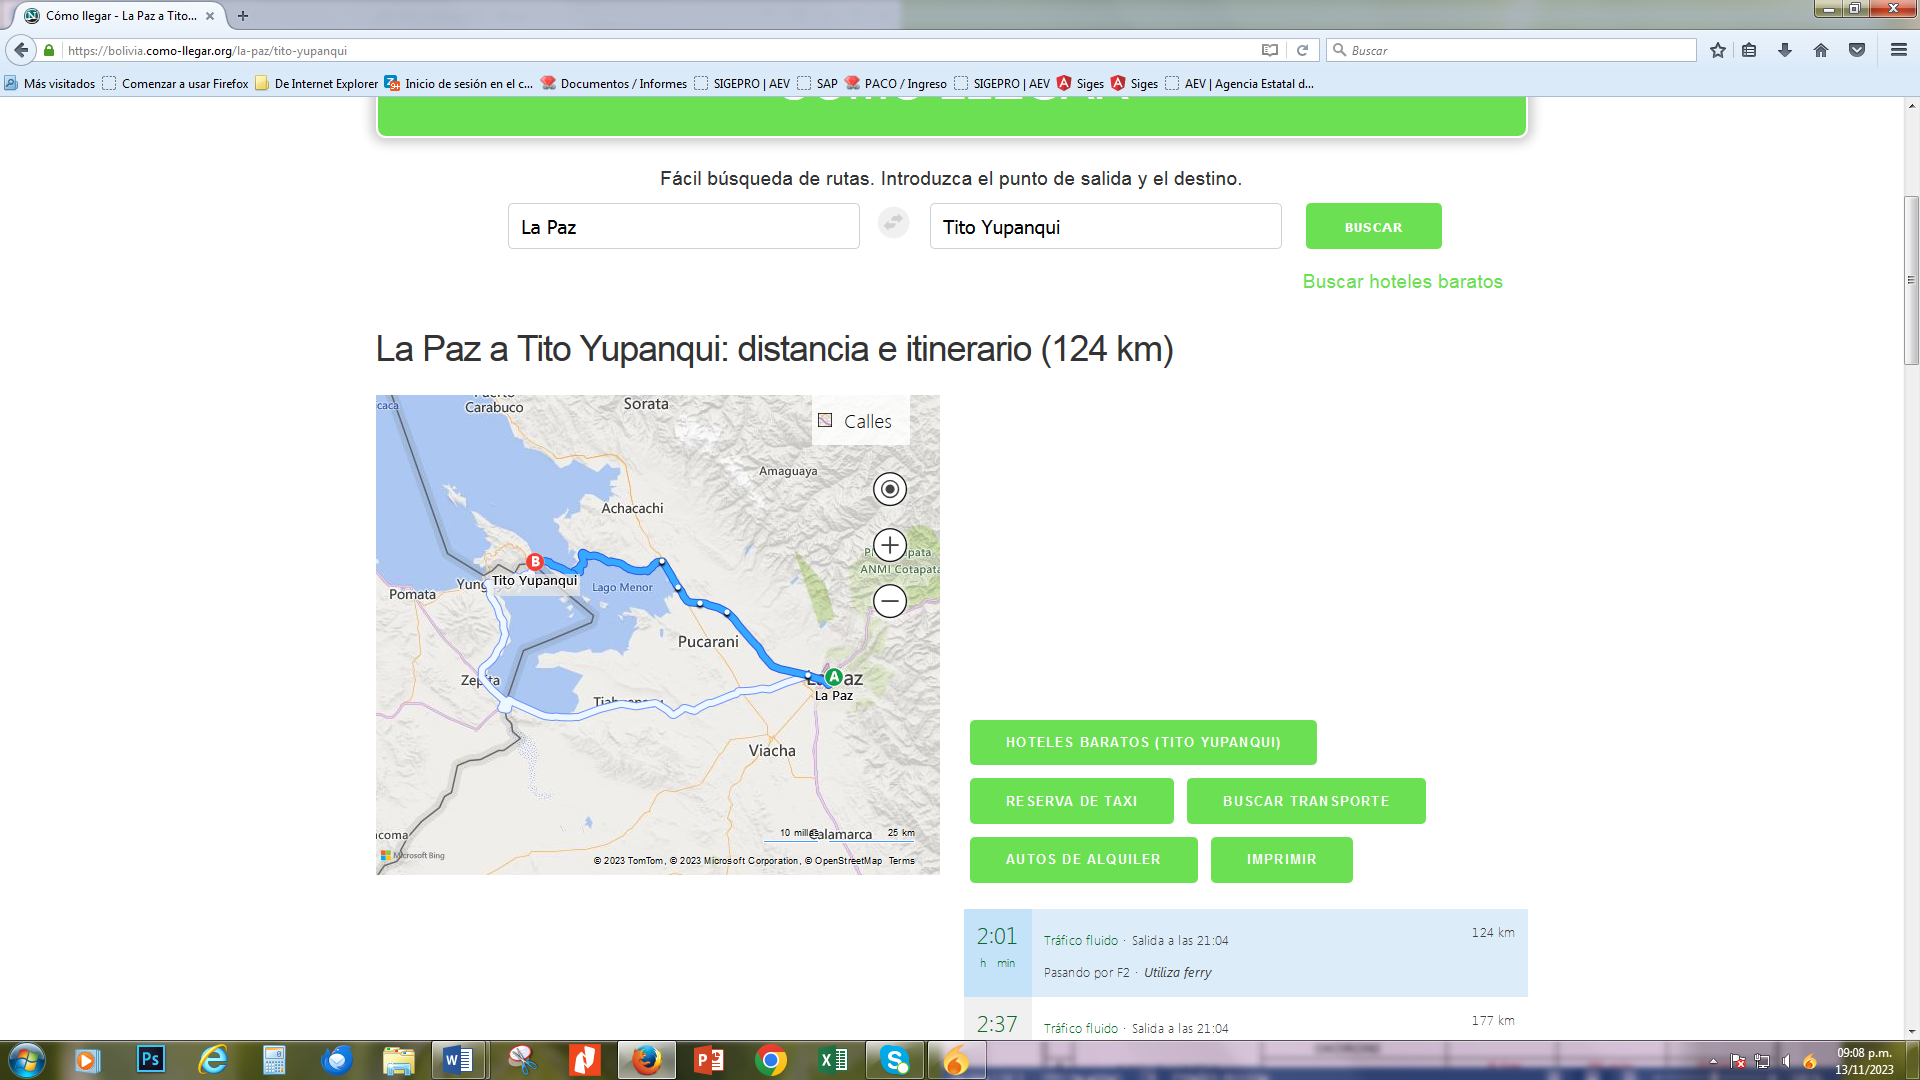 Cómo llegar - La Paz a Tito...
https://bolivia.como-llegar.org/la-paz/tito-yupanqui
Buscar
Más visitados
Comenzar a usar Firefox
De Internet Explorer
Inicio de sesión en el c...
Documentos / Informes
SIGEPRO | AEV
SAP
PACO / Ingreso
SIGEPRO | AEV
Siges
Siges
AEV | Agencia Estatal d...
Fácil búsqueda de rutas. Introduzca el punto de salida y el destino.
La Paz
Tito Yupanqui
BUSCAR
Buscar hoteles baratos
La Paz a Tito Yupanqui: distancia e itinerario (124 km)
Carabuco
Sorata
Calles
Amaguaya
Achacachi
ANMI Cotapata
B
Tito Yupanqui
Lago Menor
Pomata
Pucarani
Zepita
A
La Paz
Viacha
10 milles
25 km
Microsoft Bing
© 2023 TomTom, © 2023 Microsoft Corporation, © OpenStreetMap Terms
HOTELES BARATOS (TITO YUPANQUI)
RESERVA DE TAXI
BUSCAR TRANSPORTE
AUTOS DE ALQUILER
IMPRIMIR
2:01
h min
Tráfico fluido · Salida a las 21:04
124 km
Pasando por F2 · Utiliza ferry
2:37
Tráfico fluido · Salida a las 21:04
177 km
09:08 p.m.
13/11/2023